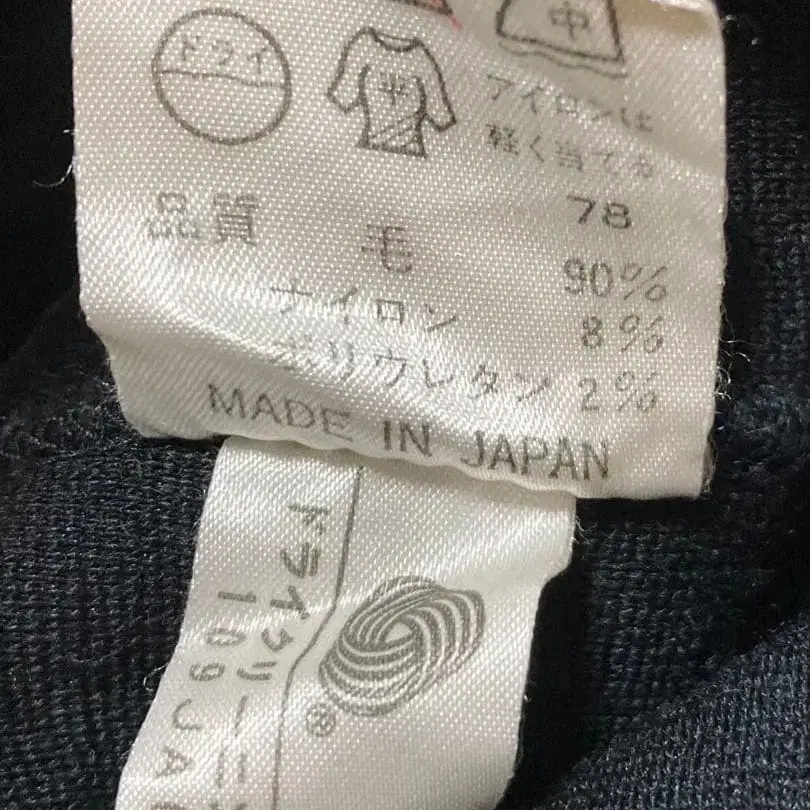 ドライ
平
中
アイロンは
軽く当てる
78
品質 毛 90%
ナイロン 8%
ポリウレタン 2%
MADE IN JAPAN
®
ドライクリーニ
109JA